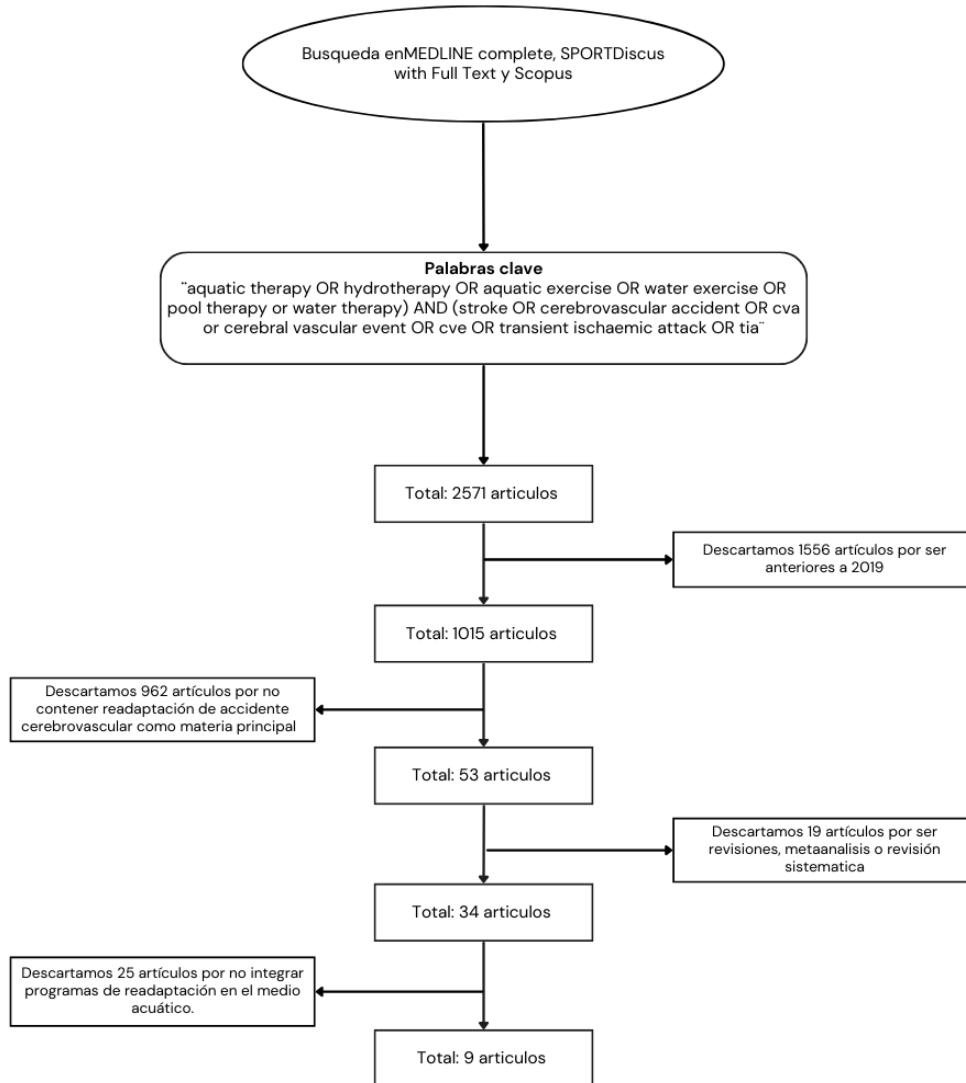 Busqueda enMEDLINE complete, SPORTDiscus
with Full Text y Scopus
Palabras clave
¨aquatic therapy OR hydrotherapy OR aquatic exercise OR water exercise OR
pool therapy or water therapy) AND (stroke OR cerebrovascular accident OR cva
or cerebral vascular event OR cve OR transient ischaemic attack OR tia¨
Total: 2571 articulos
Descartamos 1556 artículos por ser
anteriores a 2019
Total: 1015 articulos
Descartamos 962 artículos por no
contener readaptación de accidente
cerebrovascular como materia principal
Total: 53 articulos
Descartamos 19 artículos por ser
revisiones, metaanalisis o revisión
sistematica
Total: 34 articulos
Descartamos 25 artículos por no integrar
programas de readaptación en el medio
acuático.
Total: 9 articulos